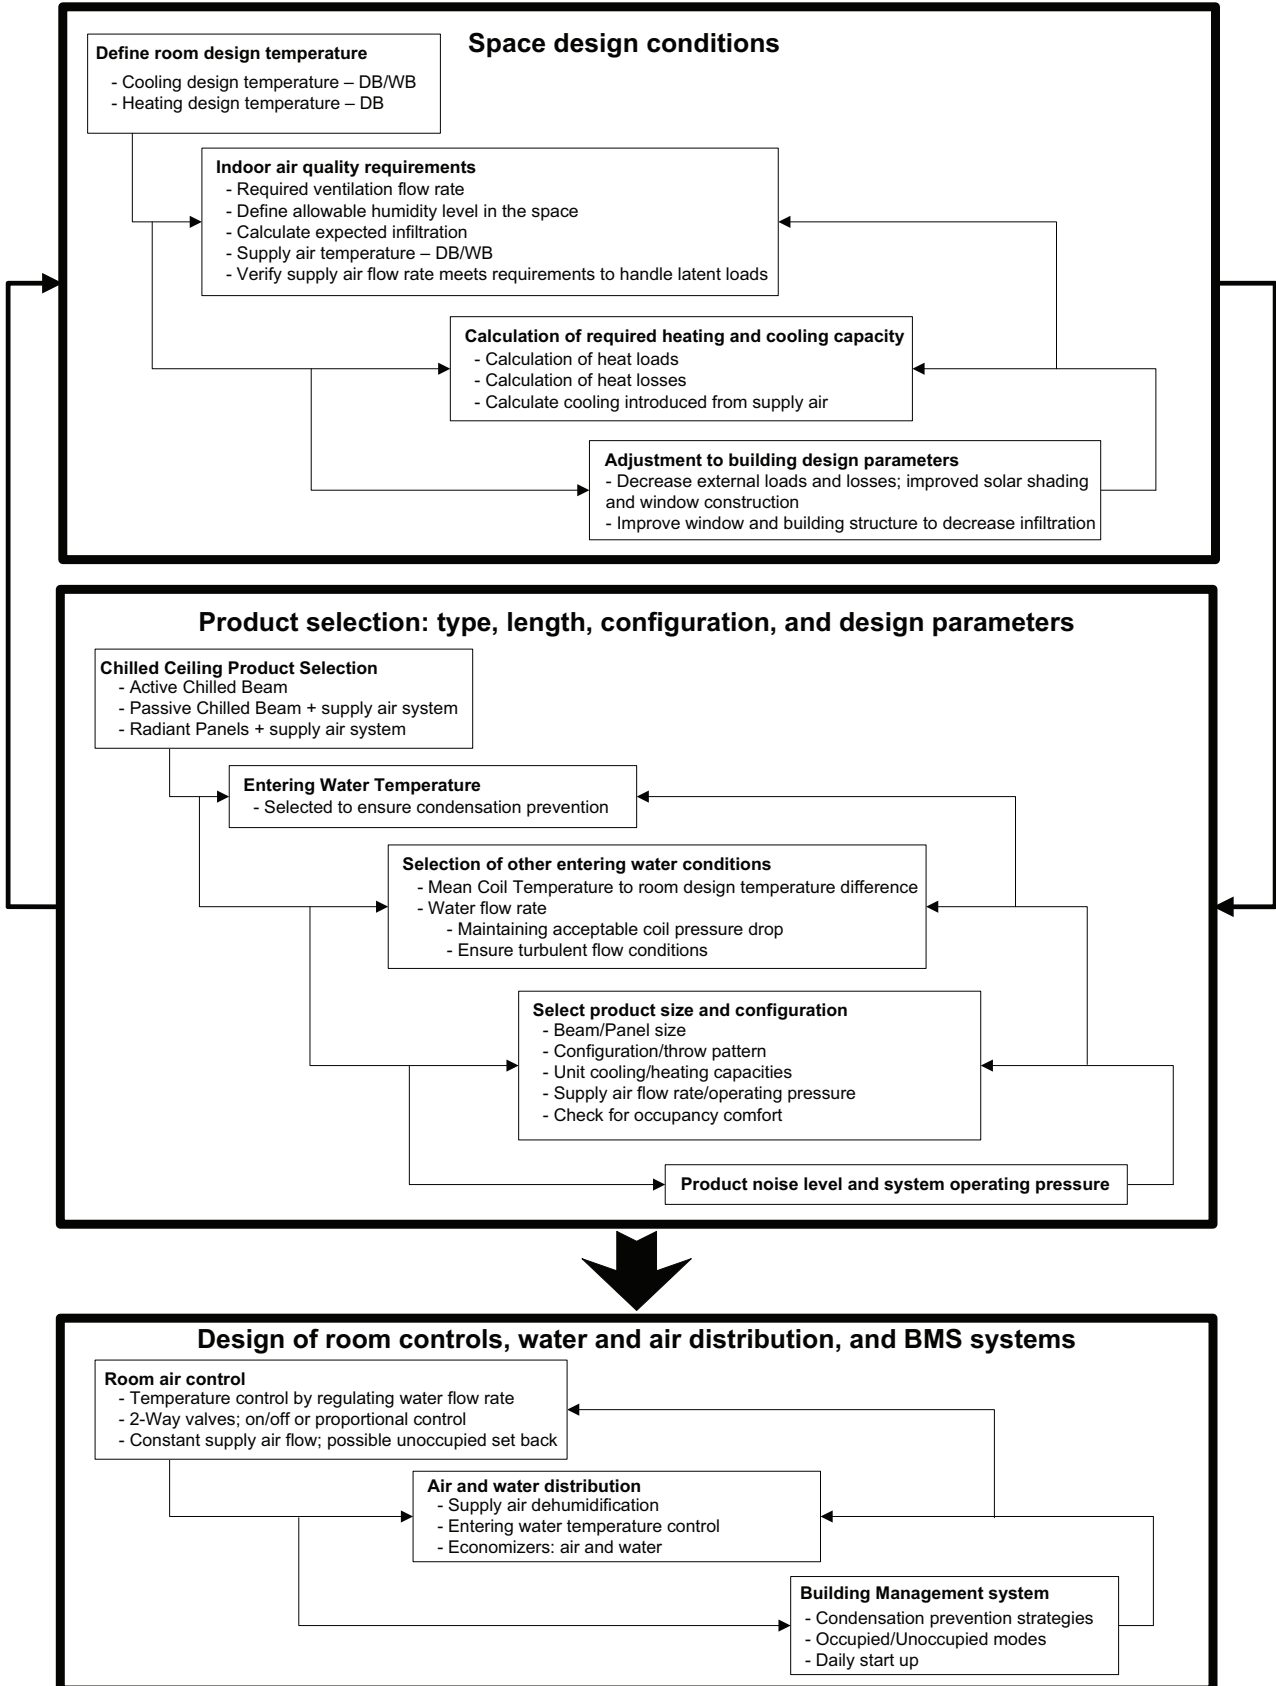 Space design conditions
Define room design temperature
- Cooling design temperature – DB/WB
- Heating design temperature – DB
Indoor air quality requirements
- Required ventilation flow rate
- Define allowable humidity level in the space
- Calculate expected infiltration
- Supply air temperature – DB/WB
- Verify supply air flow rate meets requirements to handle latent loads
Calculation of required heating and cooling capacity
- Calculation of heat loads
- Calculation of heat losses
- Calculate cooling introduced from supply air
Adjustment to building design parameters
- Decrease external loads and losses; improved solar shading
and window construction
- Improve window and building structure to decrease infiltration
Product selection: type, length, configuration, and design parameters
Chilled Ceiling Product Selection
- Active Chilled Beam
- Passive Chilled Beam + supply air system
- Radiant Panels + supply air system
Entering Water Temperature
- Selected to ensure condensation prevention
Selection of other entering water conditions
- Mean Coil Temperature to room design temperature difference
- Water flow rate
- Maintaining acceptable coil pressure drop
- Ensure turbulent flow conditions
Select product size and configuration
- Beam/Panel size
- Configuration/throw pattern
- Unit cooling/heating capacities
- Supply air flow rate/operating pressure
- Check for occupancy comfort
Product noise level and system operating pressure
Design of room controls, water and air distribution, and BMS systems
Room air control
- Temperature control by regulating water flow rate
- 2-Way valves; on/off or proportional control
- Constant supply air flow; possible unoccupied set back
Air and water distribution
- Supply air dehumidification
- Entering water temperature control
- Economizers: air and water
Building Management system
- Condensation prevention strategies
- Occupied/Unoccupied modes
- Daily start up